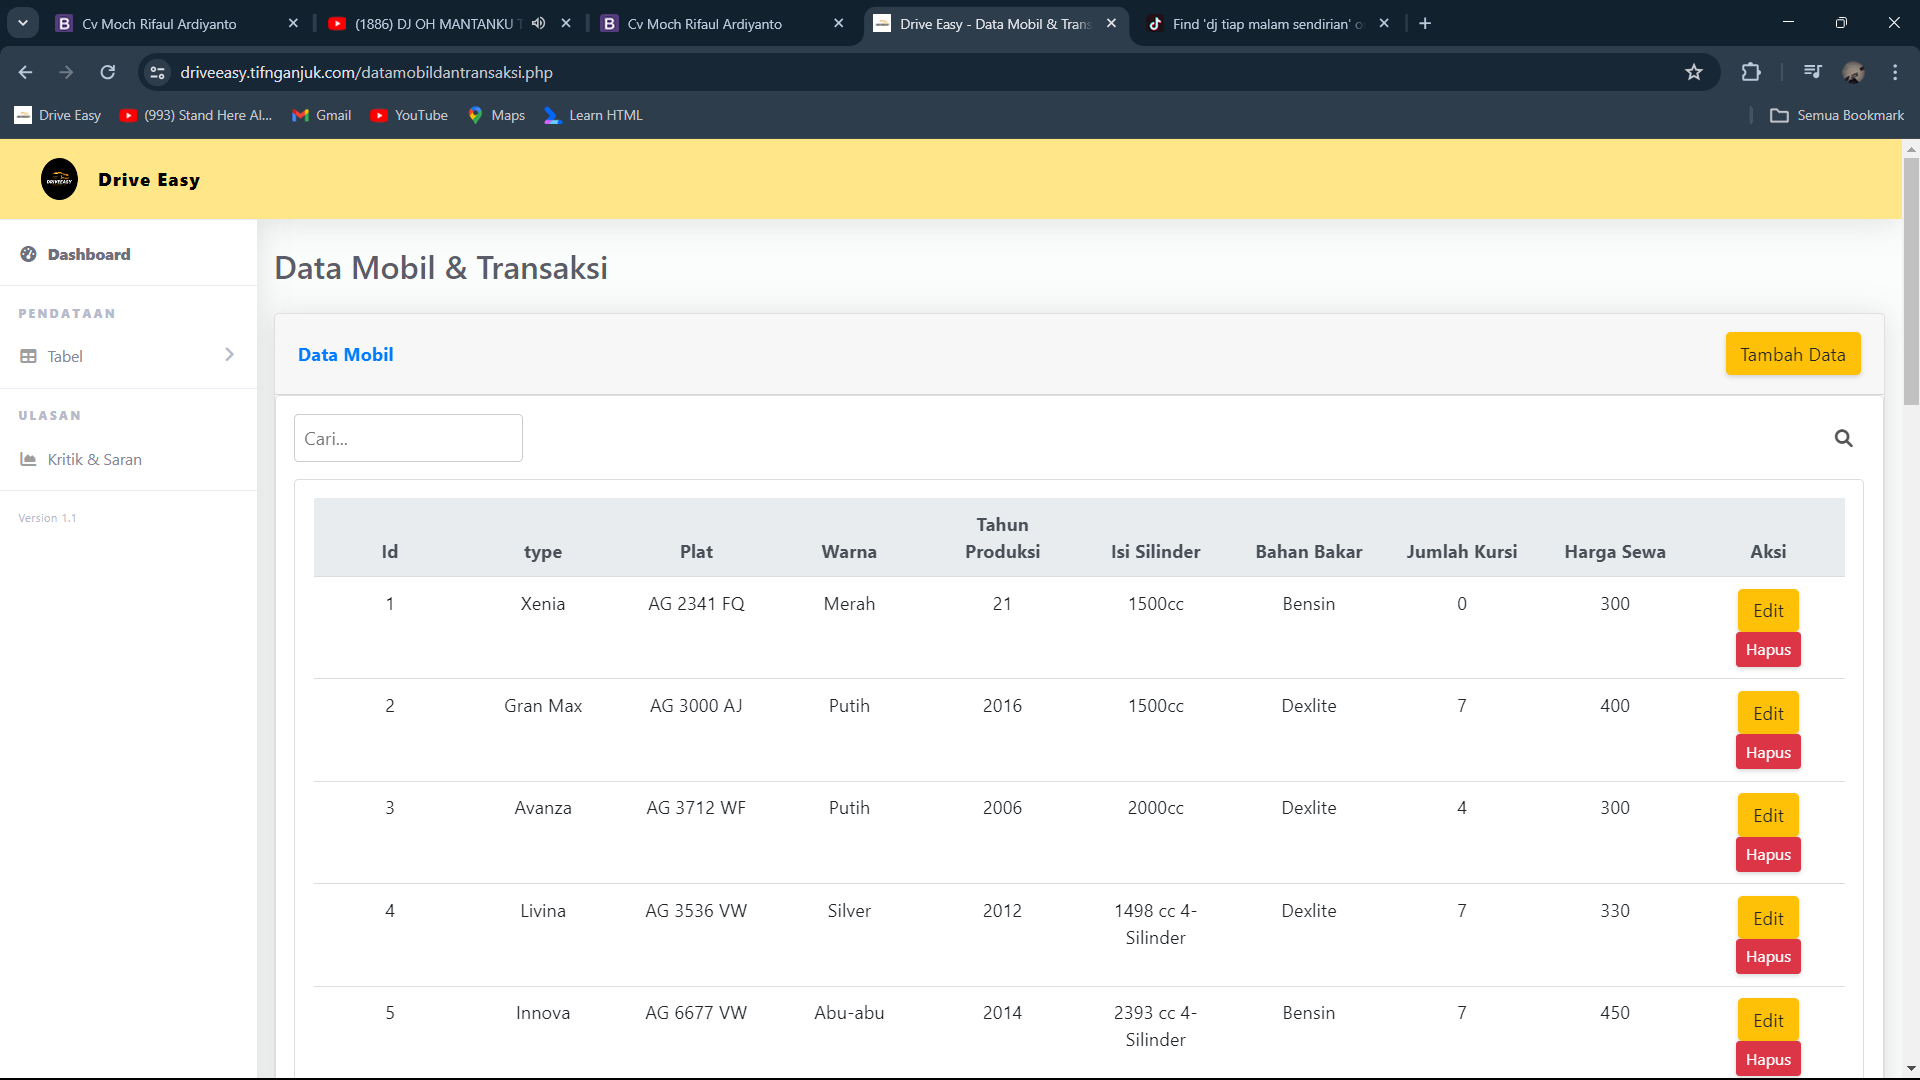 Cv Moch Rifaul Ardiyanto
(1886) DJ OH MANTANKU T
Cv Moch Rifaul Ardiyanto
Drive Easy - Data Mobil & Trans
Find 'dj tiap malam sendirian' o
driveeasy.tifnganjuk.com/datamobildantransaksi.php
Drive Easy
(993) Stand Here Al...
Gmail
YouTube
Maps
Learn HTML
Semua Bookmark
DRIVEEASY
Drive Easy
Dashboard
PENDATAAN
Tabel
ULASAN
Kritik & Saran
Version 1.1
Data Mobil & Transaksi
Data Mobil
Tambah Data
Cari...
Id type Plat Warna Tahun Produksi Isi Silinder Bahan Bakar Jumlah Kursi Harga Sewa Aksi
1 Xenia AG 2341 FQ Merah 21 1500cc Bensin 0 300 Edit
Hapus
2 Gran Max AG 3000 AJ Putih 2016 1500cc Dexlite 7 400 Edit
Hapus
3 Avanza AG 3712 WF Putih 2006 2000cc Dexlite 4 300 Edit
Hapus
4 Livina AG 3536 VW Silver 2012 1498 cc 4-Silinder Dexlite 7 330 Edit
Hapus
5 Innova AG 6677 VW Abu-abu 2014 2393 cc 4-Silinder Bensin 7 450 Edit
Hapus